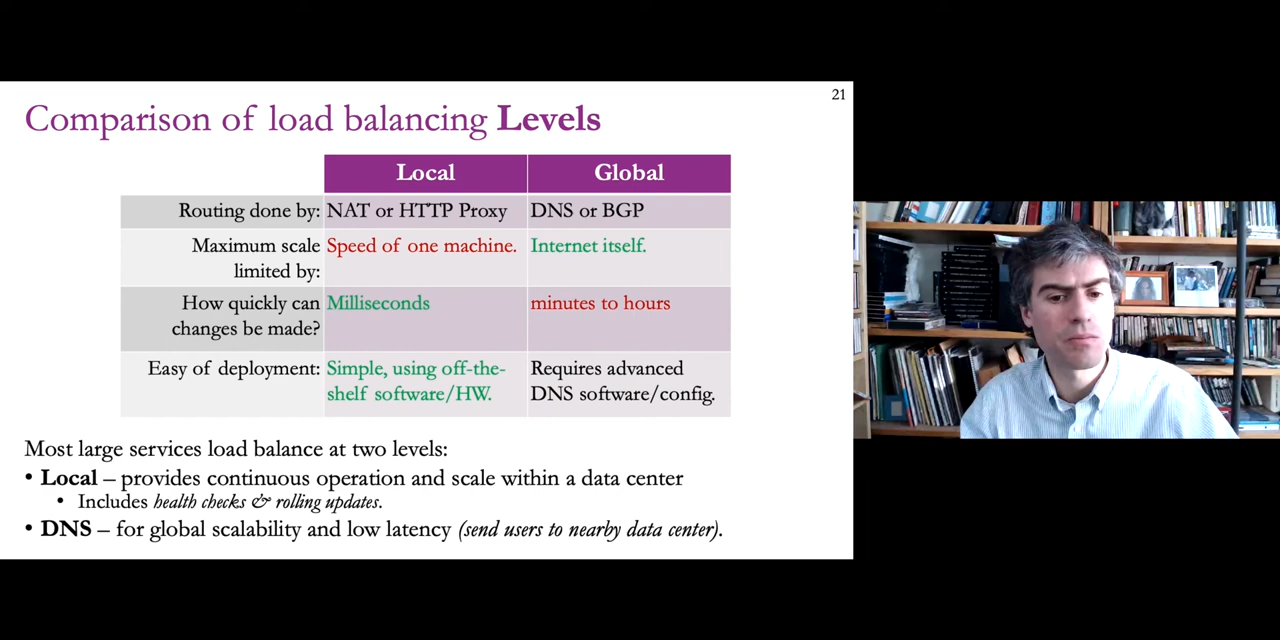 21
Comparison of load balancing Levels
Local Global
Routing done by: NAT or HTTP Proxy DNS or BGP
Maximum scale limited by: Speed of one machine. Internet itself.
How quickly can changes be made? Milliseconds minutes to hours
Easy of deployment: Simple, using off-the-shelf software/HW. Requires advanced DNS software/config.
Most large services load balance at two levels:
• Local – provides continuous operation and scale within a data center
• Includes health checks & rolling updates.
• DNS – for global scalability and low latency (send users to nearby data center).